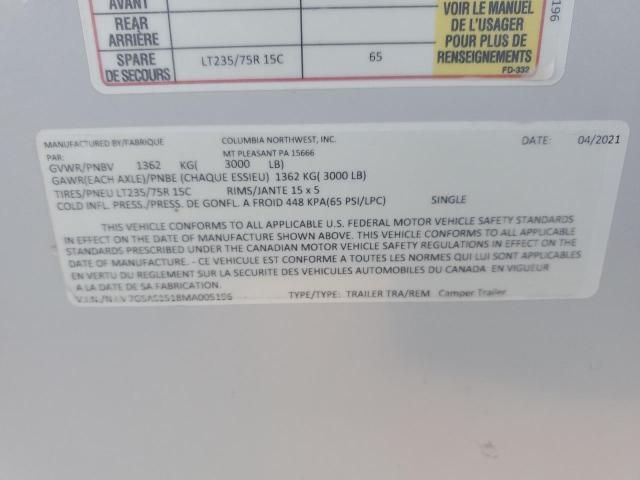 AVANT
REAR
ARRIÈRE
SPARE
DE SECOURS
LT235/75R 15C
65
VOIR LE MANUEL
DE L'USAGER
POUR PLUS DE
RENSEIGNEMENTS
FD-332
196
MANUFACTURED BY/FABRIQUE COLUMBIA NORTHWEST, INC. DATE: 04/2021
PAR: MT PLEASANT PA 15666
GVWR/PNBV 1362 KG( 3000 LB)
GAWR(EACH AXLE)/PNBE (CHAQUE ESSIEU) 1362 KG( 3000 LB)
TIRES/PNEU LT235/75R 15C RIMS/JANTE 15 x 5
COLD INFL. PRESS./PRESS. DE GONFL. A FROID 448 KPA(65 PSI/LPC) SINGLE
THIS VEHICLE CONFORMS TO ALL APPLICABLE U.S. FEDERAL MOTOR VEHICLE SAFETY STANDARDS
IN EFFECT ON THE DATE OF MANUFACTURE SHOWN ABOVE. THIS VEHICLE CONFORMS TO ALL APPLICABLE
STANDARDS PRESCRIBED UNDER THE CANADIAN MOTOR VEHICLE SAFETY REGULATIONS IN EFFECT ON THE
DATE OF MANUFACTURE. - CE VEHICULE EST CONFORME A TOUTES LES NORMES QUI LUI SONT APPLICABLES
EN VERTU DU REGLEMENT SUR LA SECURITE DES VEHICULES AUTOMOBILES DU CANADA EN VIGUEUR
A LA DATE DE SA FABRICATION.
TYPE/TYPE: TRAILER TRA/REM Camper Trailer